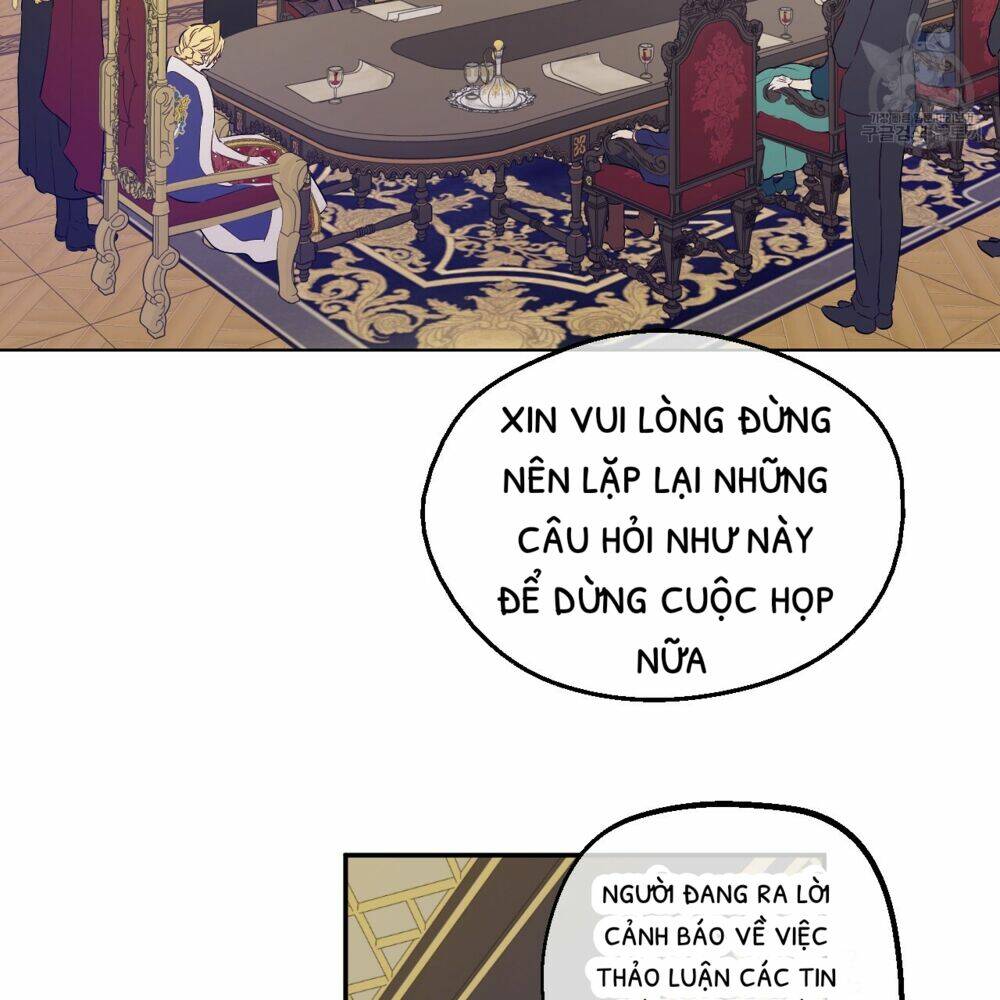 XIN VUI LÒNG ĐỪNG
NÊN LẶP LẠI NHỮNG
CÂU HỎI NHƯ NÀY
ĐỂ DỪNG CUỘC HỌP
NỮA
NGƯỜI ĐANG RA LỜI
CẢNH BÁO VỀ VIỆC
THẢO LUẬN CÁC TIN